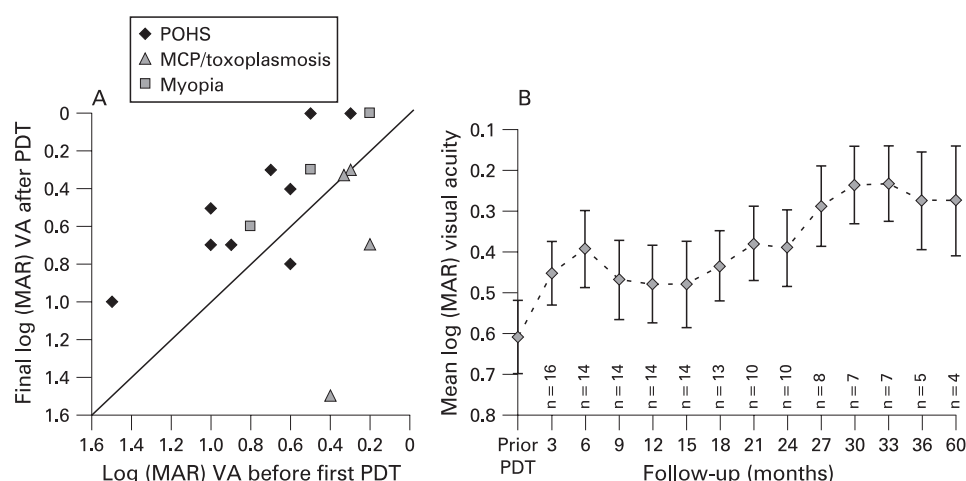 POHS
MCP/toxoplasmosis
Myopia
A
Final log (MAR) VA after PDT
0
0.2
0.4
0.6
0.8
1.0
1.2
1.4
1.6
1.6 1.4 1.2 1.0 0.8 0.6 0.4 0.2 0
Log (MAR) VA before first PDT
B
Mean log (MAR) visual acuity
0.1
0.2
0.3
0.4
0.5
0.6
0.7
0.8
n = 16
n = 14
n = 14
n = 14
n = 14
n = 13
n = 10
n = 10
n = 8
n = 7
n = 7
n = 5
n = 4
Prior 3 6 9 12 15 18 21 24 27 30 33 36 60
PDT
Follow-up (months)